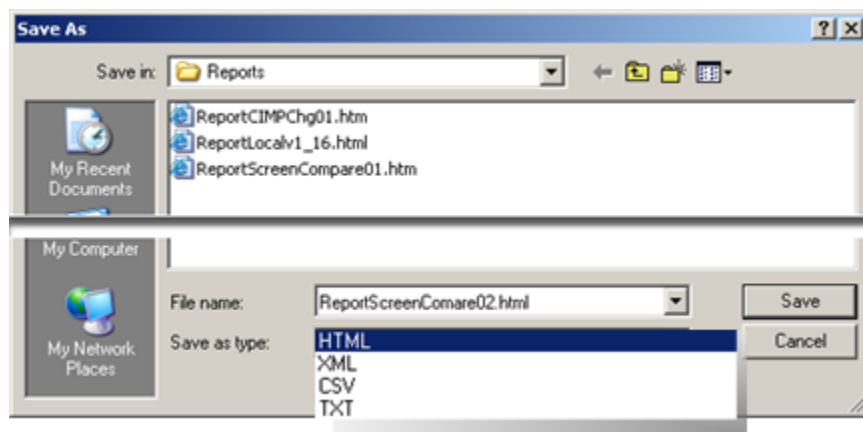 Save As
Save in: Reports
ReportCIMPChg01.htm
ReportLocalv1_16.html
ReportScreenCompare01.htm
My Recent
Documents
My Computer
File name: ReportScreenComare02.html Save
Save as type: HTML Cancel
XML
CSV
TXT
My Network
Places